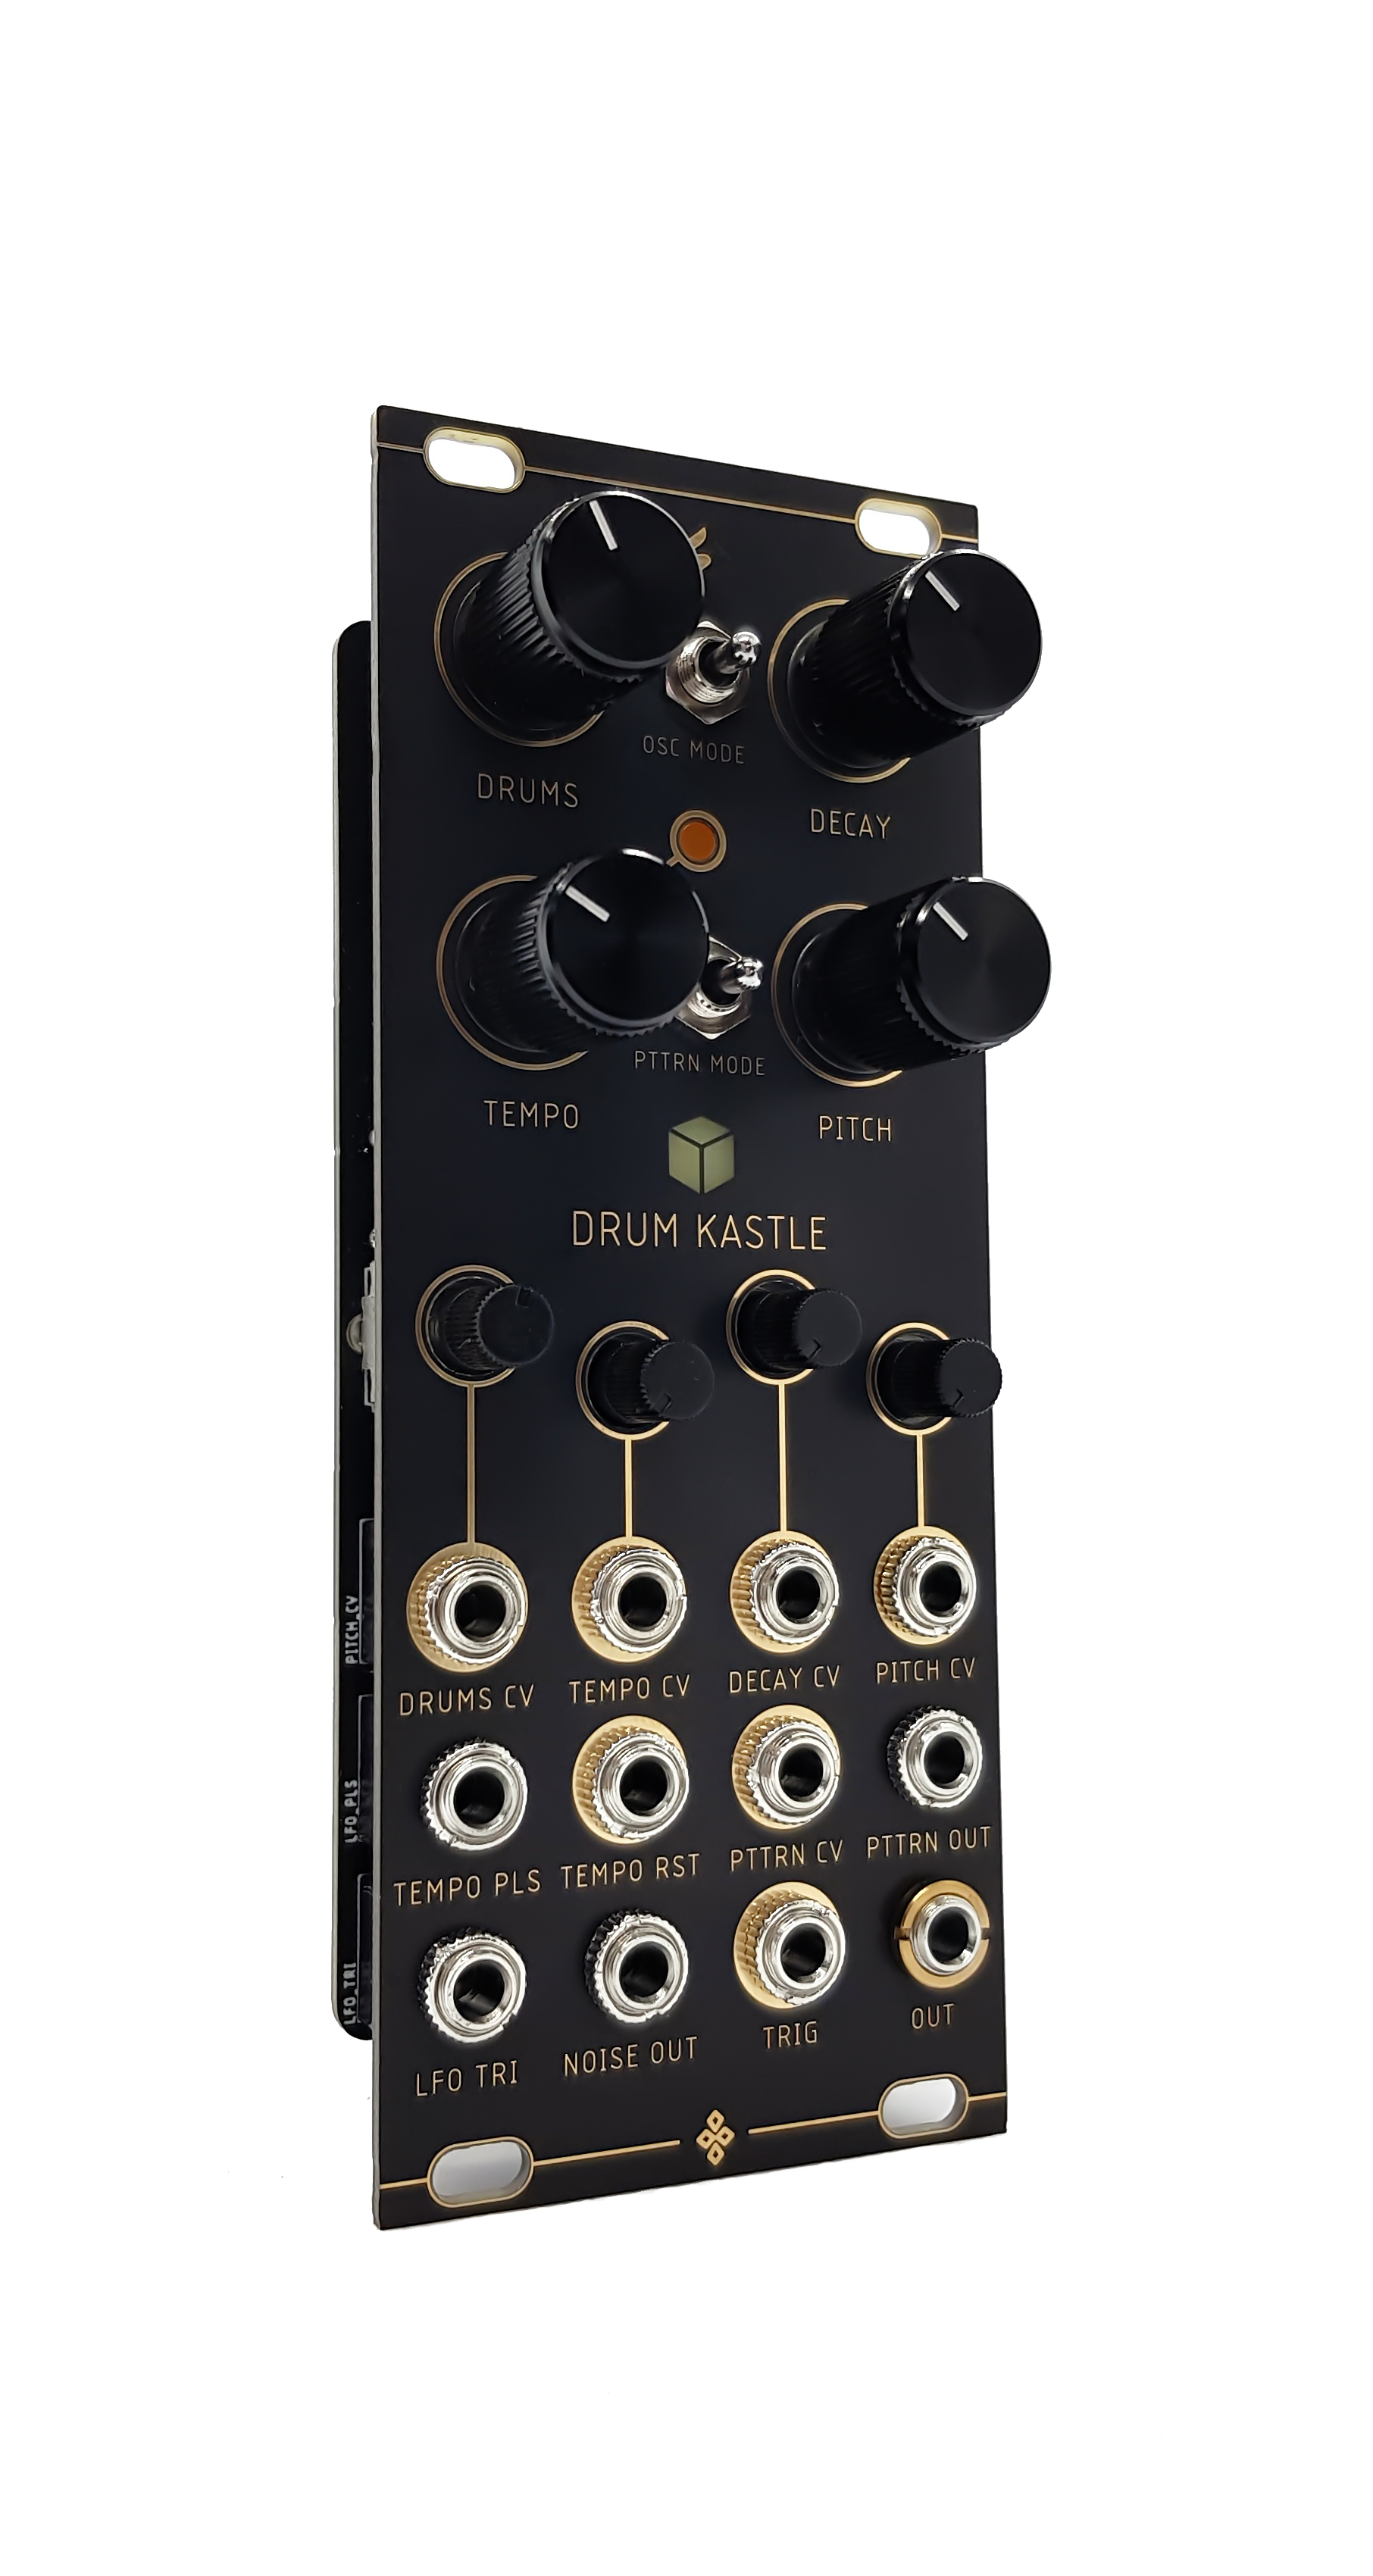 OSC MODE
DRUMS
DECAY
PTTRN MODE
TEMPO
PITCH
DRUM KASTLE
DRUMS CV
TEMPO CV
DECAY CV
PITCH CV
TEMPO PLS
TEMPO RST
PTTRN CV
PTTRN OUT
LFO TRI
NOISE OUT
TRIG
OUT
PITCH_CV
LFO_PLS
LFO_TRI